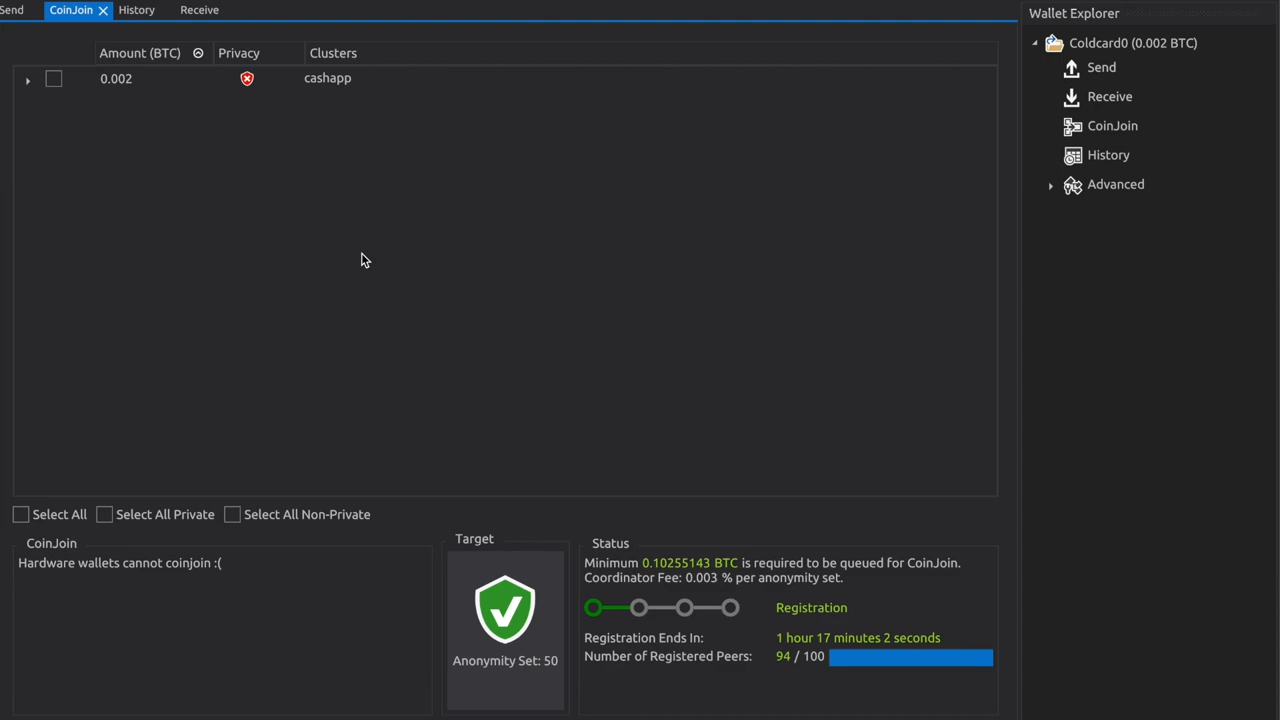 Send
CoinJoin
History
Receive
Amount (BTC) Privacy Clusters
0.002 cashapp
Select All Select All Private Select All Non-Private
CoinJoin
Hardware wallets cannot coinjoin :(
Target
Anonymity Set: 50
Status
Minimum 0.10255143 BTC is required to be queued for CoinJoin.
Coordinator Fee: 0.003 % per anonymity set.
Registration
Registration Ends In: 1 hour 17 minutes 2 seconds
Number of Registered Peers: 94 / 100
Wallet Explorer
Coldcard0 (0.002 BTC)
Send
Receive
CoinJoin
History
Advanced